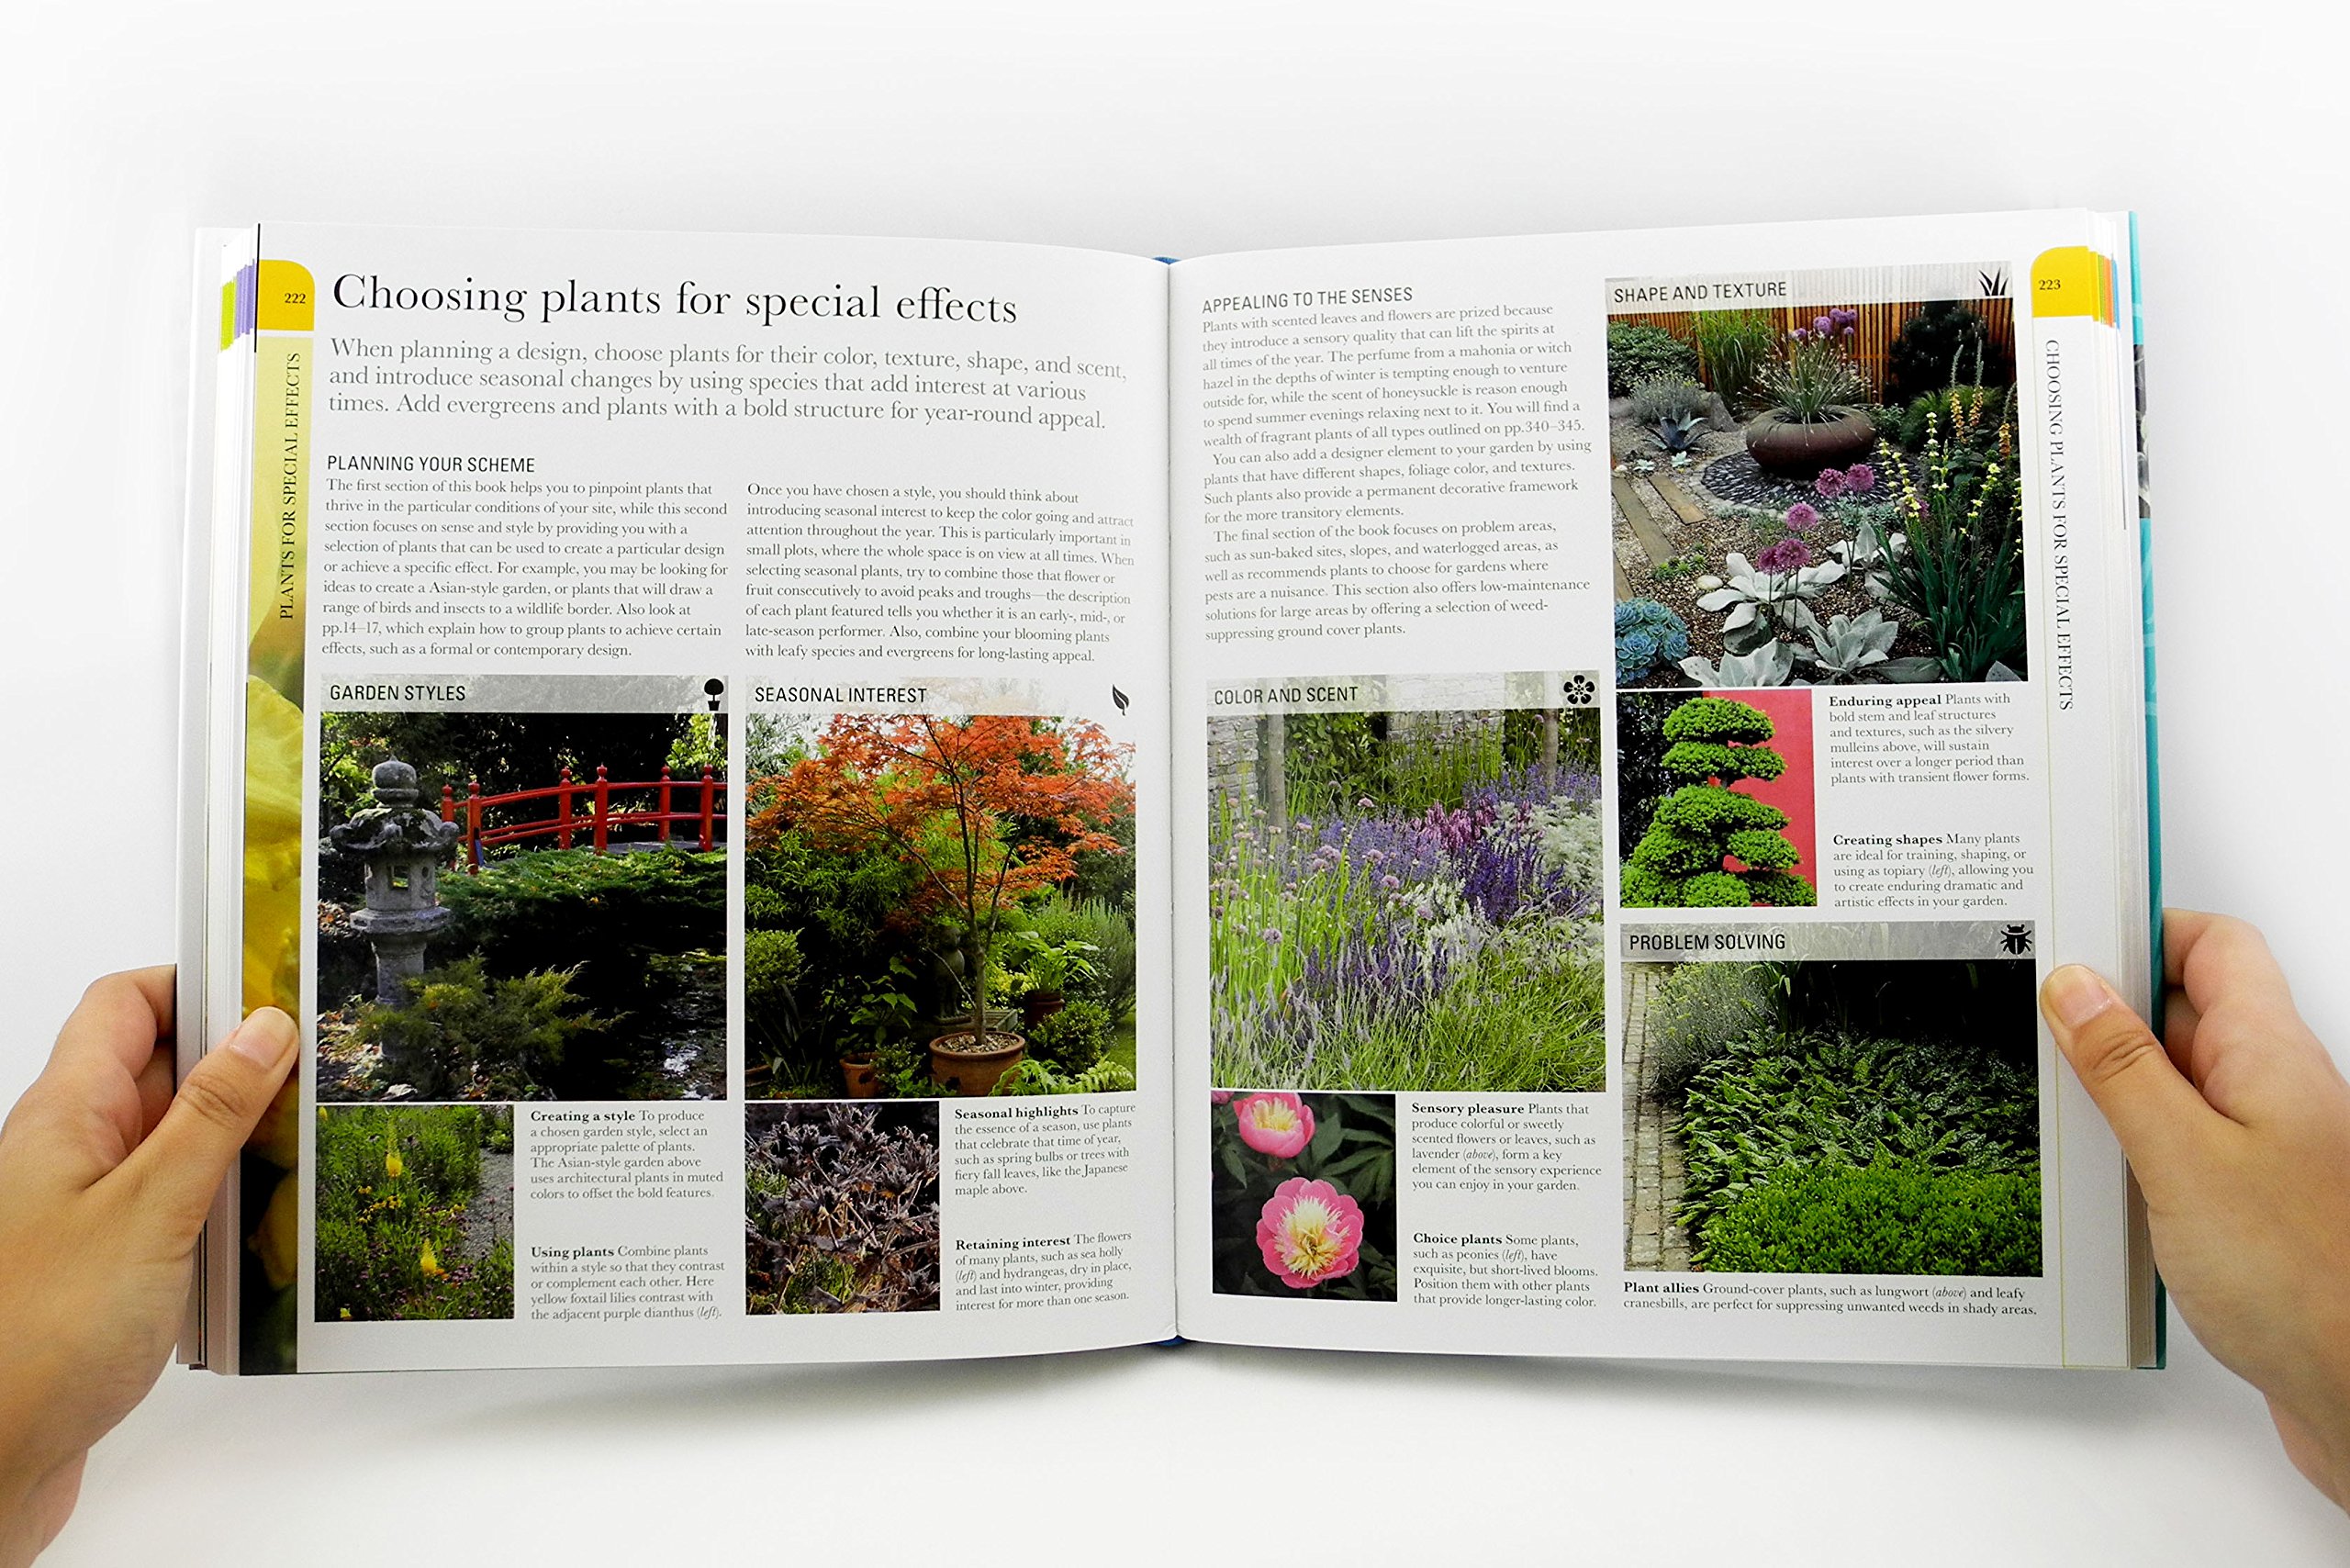 222
PLANTS FOR SPECIAL EFFECTS
Choosing plants for special effects
When planning a design, choose plants for their color, texture, shape, and scent,
and introduce seasonal changes by using species that add interest at various
times. Add evergreens and plants with a bold structure for year-round appeal.
PLANNING YOUR SCHEME
The first section of this book helps you to pinpoint plants that
thrive in the particular conditions of your site, while this second
section focuses on sense and style by providing you with a
selection of plants that can be used to create a particular design
or achieve a specific effect. For example, you may be looking for
ideas to create a Asian-style garden, or plants that will draw a
range of birds and insects to a wildlife border. Also look at
pp.14–17, which explain how to group plants to achieve certain
effects, such as a formal or contemporary design.
Once you have chosen a style, you should think about
introducing seasonal interest to keep the color going and attract
attention throughout the year. This is particularly important in
small plots, where the whole space is on view at all times. When
selecting seasonal plants, try to combine those that flower or
fruit consecutively to avoid peaks and troughs—the description
of each plant featured tells you whether it is an early-, mid-, or
late-season performer. Also, combine your blooming plants
with leafy species and evergreens for long-lasting appeal.
GARDEN STYLES
Creating a style To produce
a chosen garden style, select an
appropriate palette of plants.
The Asian-style garden above
uses architectural plants in muted
colors to offset the bold features.
Using plants Combine plants
within a style so that they contrast
or complement each other. Here
yellow foxtail lilies contrast with
the adjacent purple dianthus (left).
SEASONAL INTEREST
Seasonal highlights To capture
the essence of a season, use plants
that celebrate that time of year,
such as spring bulbs or trees with
fiery fall leaves, like the Japanese
maple above.
Retaining interest The flowers
of many plants, such as sea holly
(left) and hydrangeas, dry in place,
and last into winter, providing
interest for more than one season.
APPEALING TO THE SENSES
Plants with scented leaves and flowers are prized because
they introduce a sensory quality that can lift the spirits at
all times of the year. The perfume from a mahonia or witch
hazel in the depths of winter is tempting enough to venture
outside for, while the scent of honeysuckle is reason enough
to spend summer evenings relaxing next to it. You will find a
wealth of fragrant plants of all types outlined on pp.340–345.
You can also add a designer element to your garden by using
plants that have different shapes, foliage color, and textures.
Such plants also provide a permanent decorative framework
for the more transitory elements.
The final section of the book focuses on problem areas,
such as sun-baked sites, slopes, and waterlogged areas, as
well as recommends plants to choose for gardens where
pests are a nuisance. This section also offers low-maintenance
solutions for large areas by offering a selection of weed-
suppressing ground cover plants.
COLOR AND SCENT
Sensory pleasure Plants that
produce colorful or sweetly
scented flowers or leaves, such as
lavender (above), form a key
element of the sensory experience
you can enjoy in your garden.
Choice plants Some plants,
such as peonies (left), have
exquisite, but short-lived blooms.
Position them with other plants
that provide longer-lasting color.
SHAPE AND TEXTURE
Enduring appeal Plants with
bold stem and leaf structures
and textures, such as the silvery
mulleins above, will sustain
interest over a longer period than
plants with transient flower forms.
Creating shapes Many plants
are ideal for training, shaping, or
using as topiary (left), allowing you
to create enduring dramatic and
artistic effects in your garden.
PROBLEM SOLVING
Plant allies Ground-cover plants, such as lungwort (above) and leafy
cranesbills, are perfect for suppressing unwanted weeds in shady areas.
223
CHOOSING PLANTS FOR SPECIAL EFFECTS